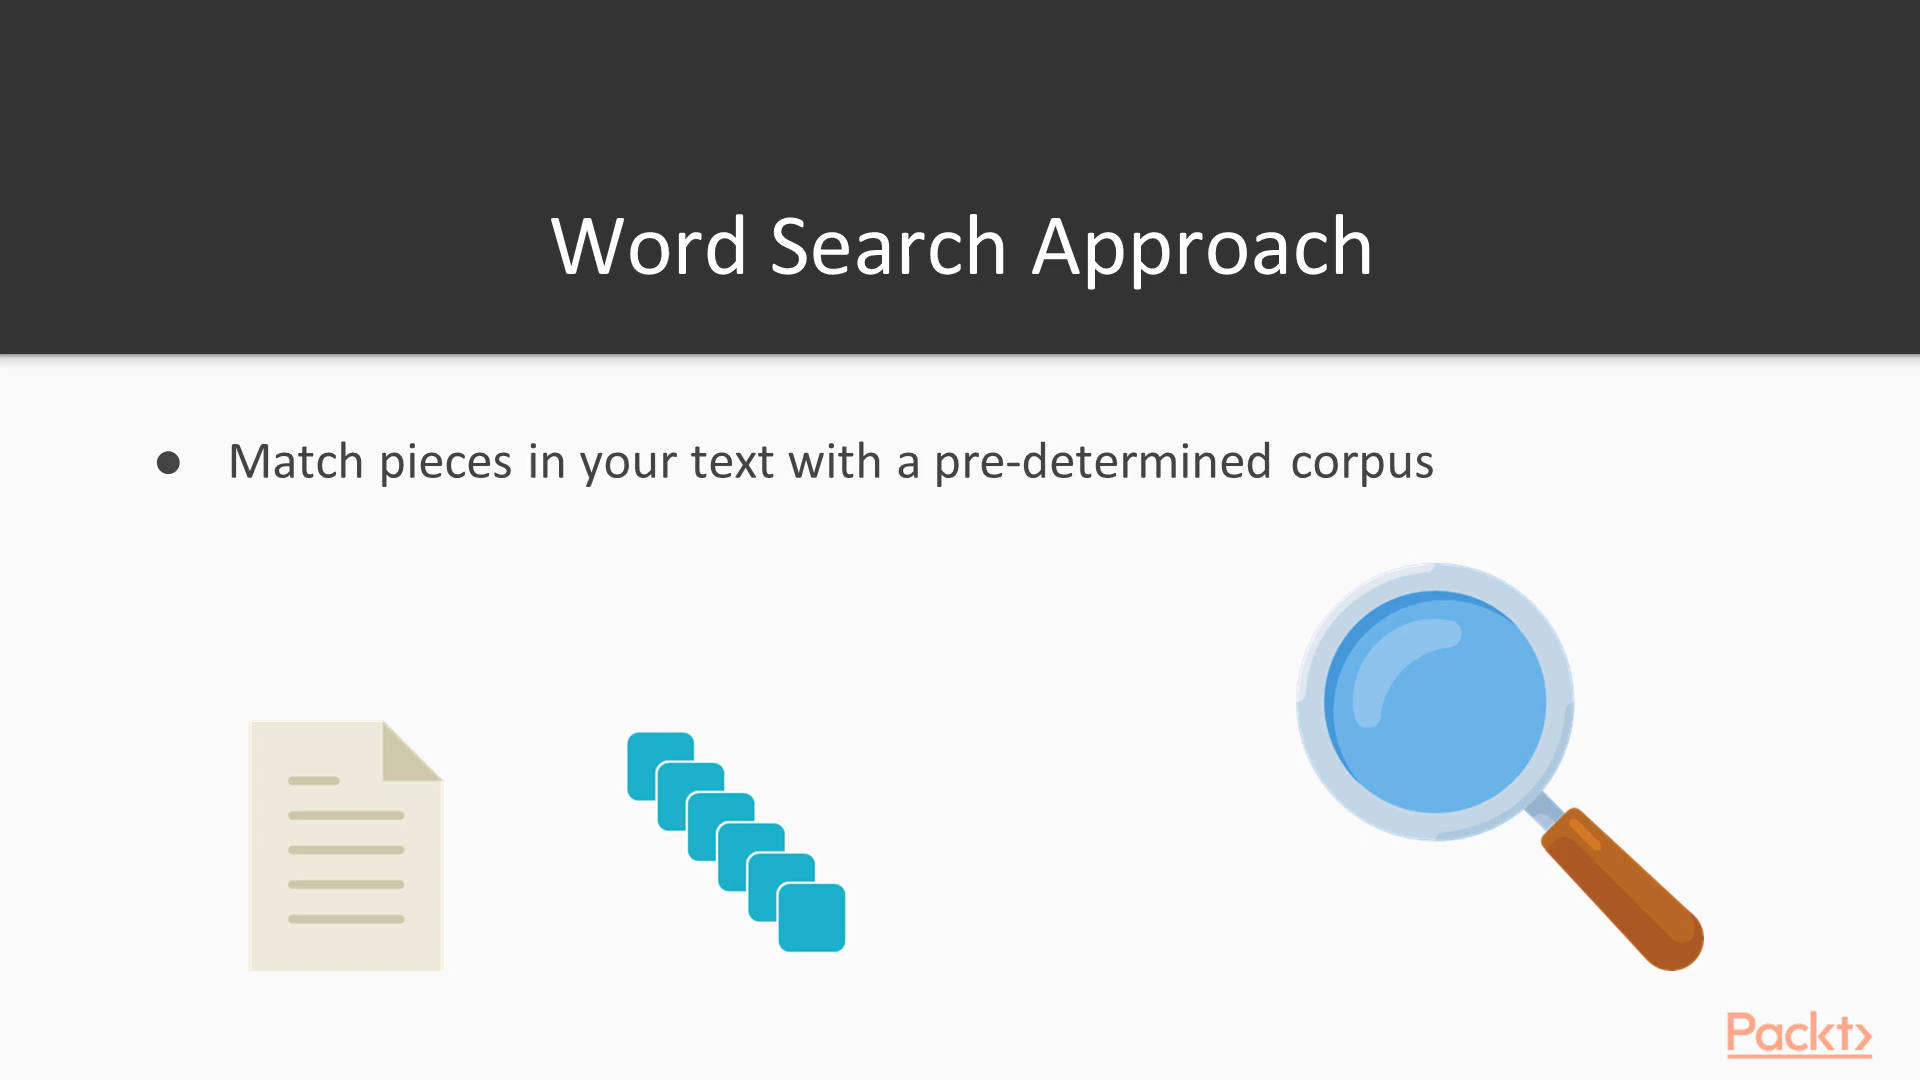 Word Search Approach
● Match pieces in your text with a pre-determined corpus
Packt>